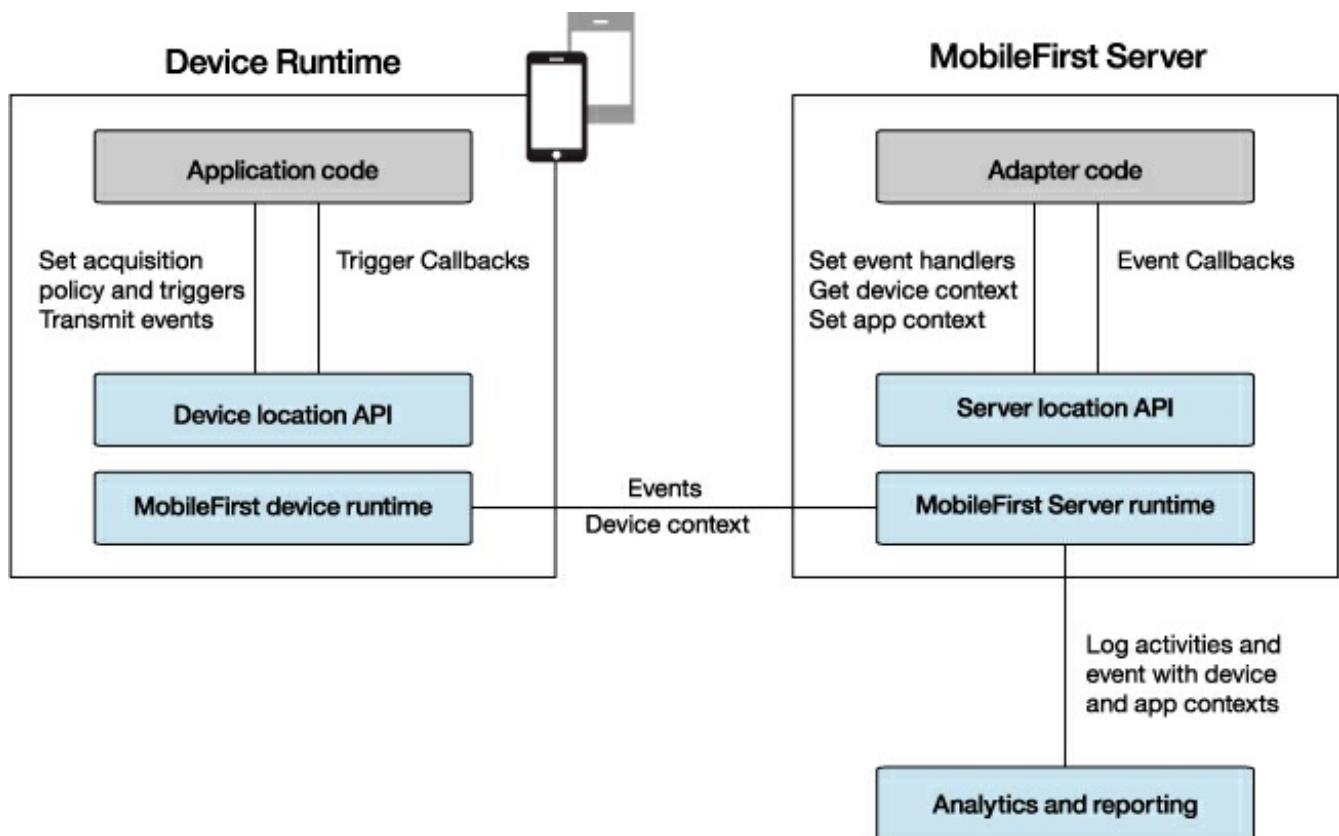 Device Runtime
MobileFirst Server
Application code
Set acquisition
policy and triggers
Transmit events
Trigger Callbacks
Device location API
MobileFirst device runtime
Adapter code
Set event handlers
Get device context
Set app context
Event Callbacks
Server location API
MobileFirst Server runtime
Events
Device context
Log activities and
event with device
and app contexts
Analytics and reporting